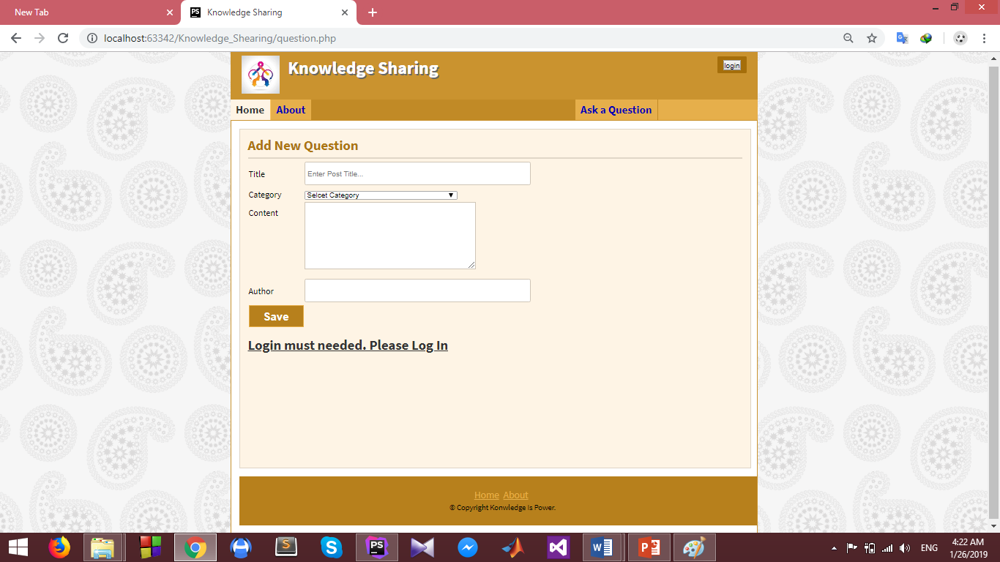 New Tab
Knowledge Sharing
localhost:63342/Knowledge_Shearing/question.php
Knowledge Sharing
login
Home About Ask a Question
Add New Question
Title Enter Post Title...
Category Selcet Category
Content
Author
Save
Login must needed. Please Log In
Home About
© Copyright Konwledge Is Power.
4:22 AM
ENG
1/26/2019